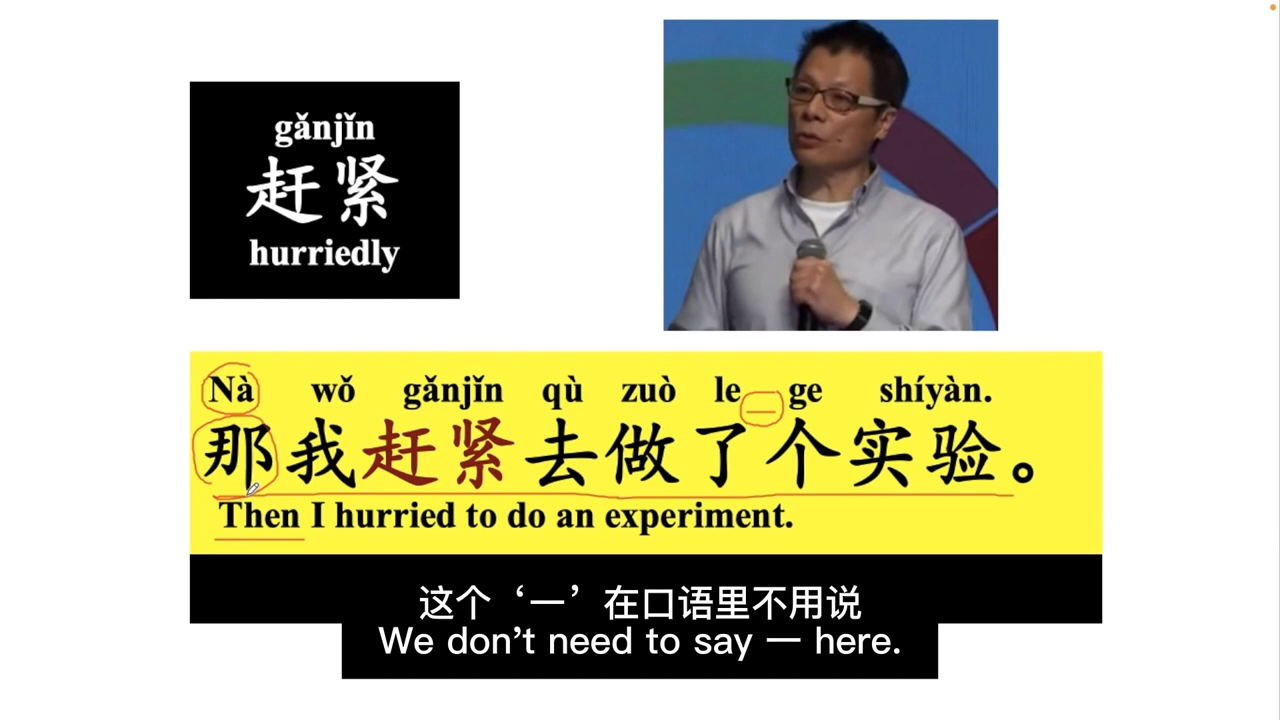 gǎnjǐn
赶紧
hurriedly
Nà wǒ gǎnjǐn qù zuò le 一 ge shíyàn.
那我赶紧去做了个实验。
Then I hurried to do an experiment.
这个‘一’在口语里不用说
We don't need to say 一 here.